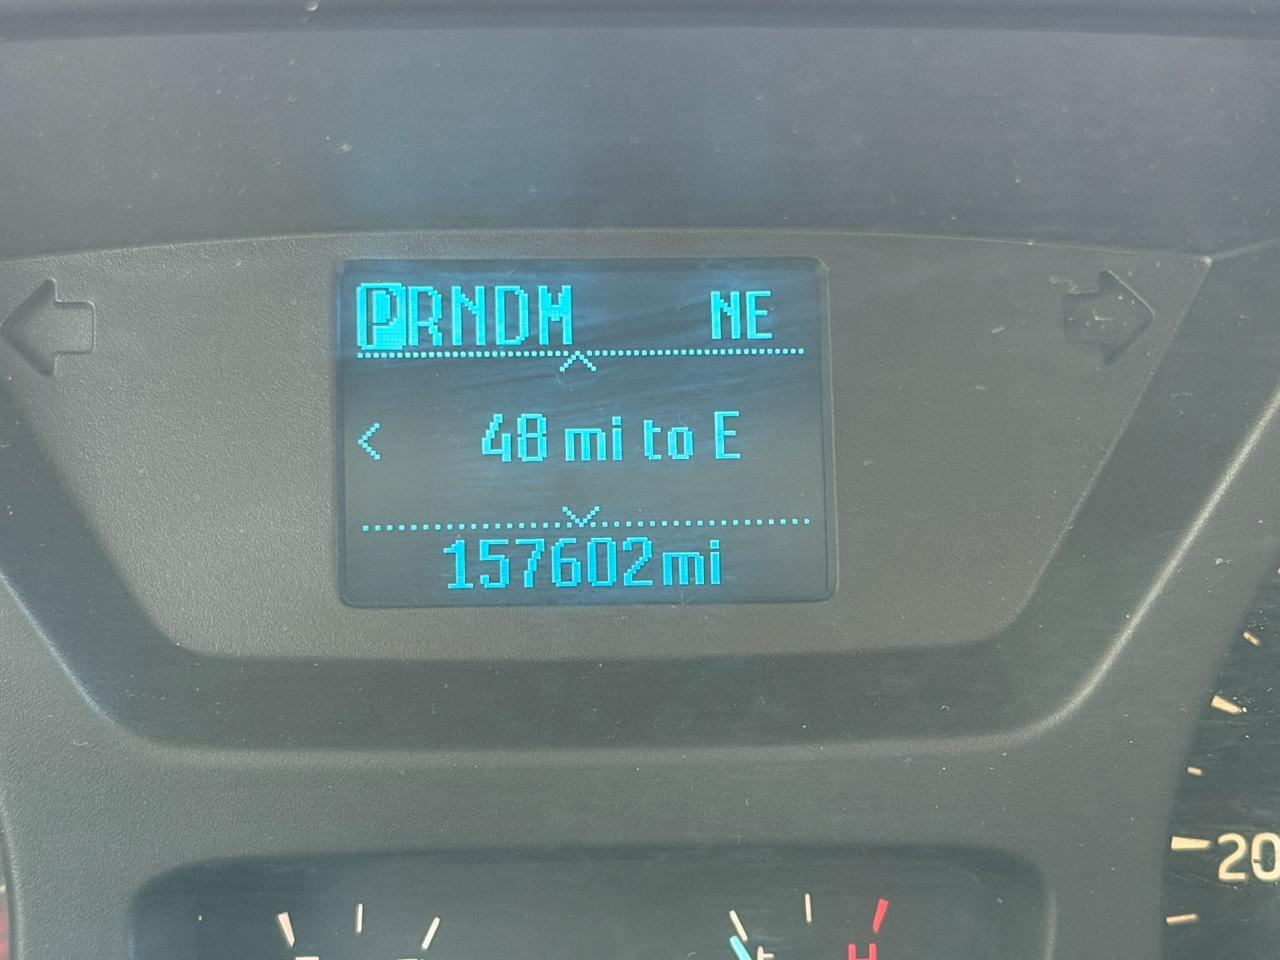 PRNDM NE
48 mi to E
157602mi
20
H